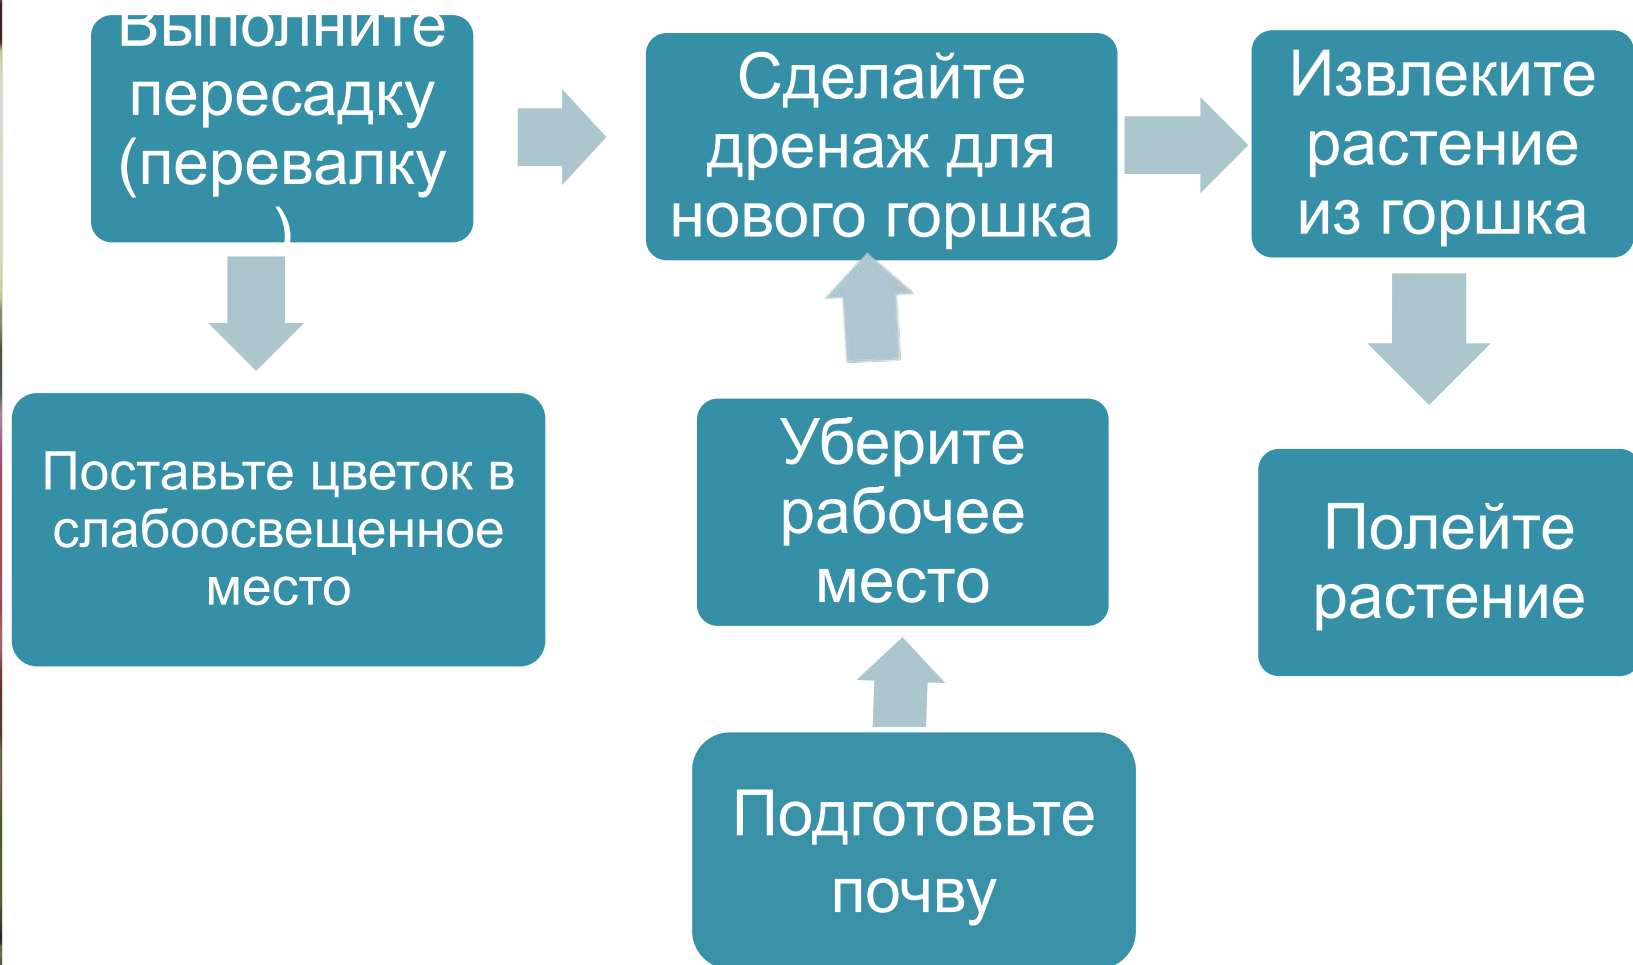 Выполните
пересадку
(перевалку
)
Сделайте
дренаж для
нового горшка
Извлеките
растение
из горшка
Поставьте цветок в
слабоосвещенное
место
Уберите
рабочее
место
Полейте
растение
Подготовьте
почву